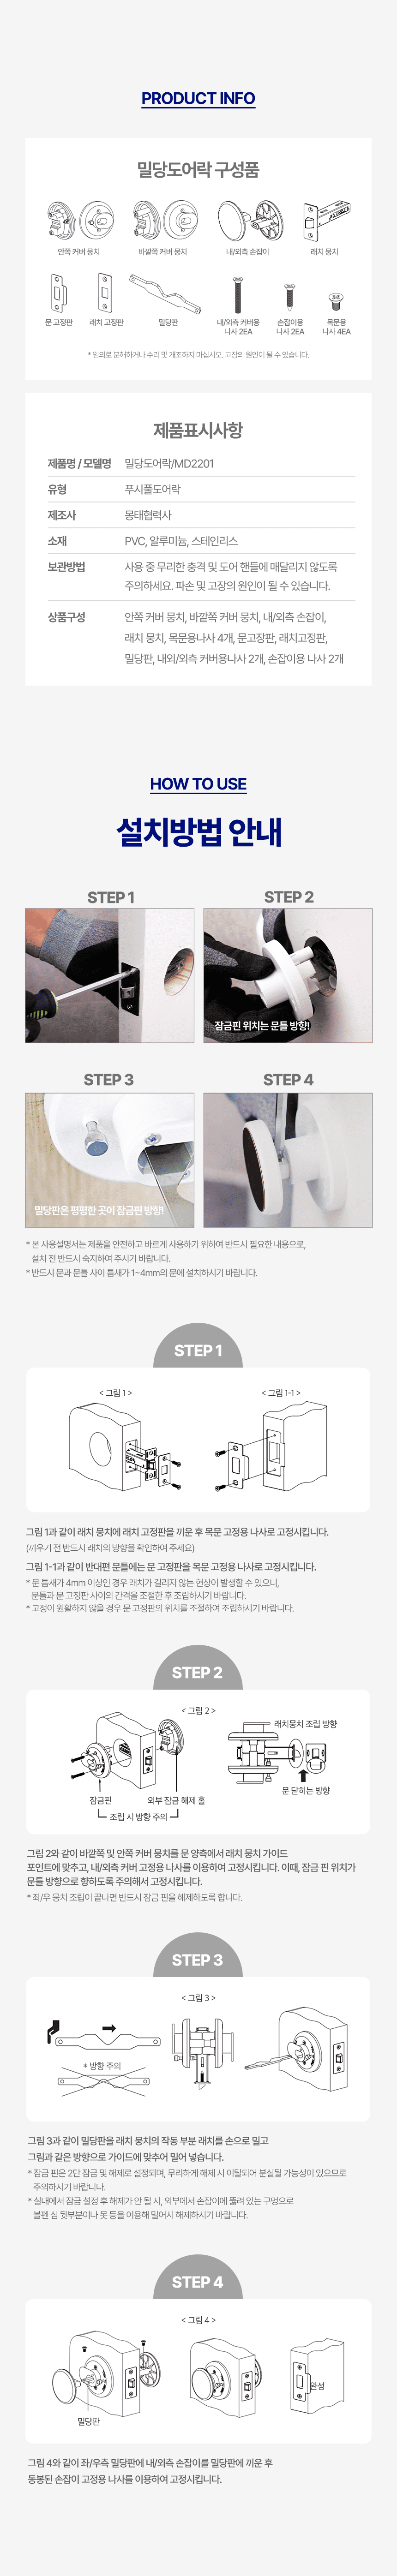 PRODUCT INFO
밀당도어락 구성품
안쪽 커버 뭉치
바깥쪽 커버 뭉치
내/외측 손잡이
래치 뭉치
문 고정판
래치 고정판
밀당판
내/외측 커버용
나사 2EA
손잡이용
나사 2EA
목문용
나사 4EA
* 임의로 분해하거나 수리 및 개조하지 마십시오. 고장의 원인이 될 수 있습니다.
제품표시사항
제품명 / 모델명 밀당도어락/MD2201
유형 푸시풀도어락
제조사 몽태협력사
소재 PVC, 알루미늄, 스테인리스
보관방법 사용 중 무리한 충격 및 도어 핸들에 매달리지 않도록
주의하세요. 파손 및 고장의 원인이 될 수 있습니다.
상품구성 안쪽 커버 뭉치, 바깥쪽 커버 뭉치, 내/외측 손잡이,
래치 뭉치, 목문용나사 4개, 문고장판, 래치고정판,
밀당판, 내외/외측 커버용나사 2개, 손잡이용 나사 2개
HOW TO USE
설치방법 안내
STEP 1
STEP 2
잠금핀 위치는 문틀 방향!
STEP 3
STEP 4
밀당판은 평평한 곳이 잠금핀 방향!
* 본 사용설명서는 제품을 안전하고 바르게 사용하기 위하여 반드시 필요한 내용으로,
설치 전 반드시 숙지하여 주시기 바랍니다.
* 반드시 문과 문틀 사이 틈새가 1~4mm의 문에 설치하시기 바랍니다.
STEP 1
< 그림 1 >
< 그림 1-1 >
그림 1과 같이 래치 뭉치에 래치 고정판을 끼운 후 목문 고정용 나사로 고정시킵니다.
(끼우기 전 반드시 래치의 방향을 확인하여 주세요)
그림 1-1과 같이 반대편 문틀에는 문 고정판을 목문 고정용 나사로 고정시킵니다.
* 문 틈새가 4mm 이상인 경우 래치가 걸리지 않는 현상이 발생할 수 있으니,
문틀과 문 고정판 사이의 간격을 조절한 후 조립하시기 바랍니다.
* 고정이 원활하지 않을 경우 문 고정판의 위치를 조절하여 조립하시기 바랍니다.
STEP 2
< 그림 2 >
래치뭉치 조립 방향
잠금핀
외부 잠금 해제 홀
조립 시 방향 주의
문 닫히는 방향
그림 2와 같이 바깥쪽 및 안쪽 커버 뭉치를 문 양측에서 래치 뭉치 가이드
포인트에 맞추고, 내/외측 커버 고정용 나사를 이용하여 고정시킵니다. 이때, 잠금 핀 위치가
문틀 방향으로 향하도록 주의해서 고정시킵니다.
* 좌/우 뭉치 조립이 끝나면 반드시 잠금 핀을 해제하도록 합니다.
STEP 3
< 그림 3 >
* 방향 주의
그림 3과 같이 밀당판을 래치 뭉치의 작동 부분 래치를 손으로 밀고
그림과 같은 방향으로 가이드에 맞추어 밀어 넣습니다.
* 잠금 핀은 2단 잠금 및 해제로 설정되며, 무리하게 해제 시 이탈되어 분실될 가능성이 있으므로
주의하시기 바랍니다.
* 실내에서 잠금 설정 후 해제가 안 될 시, 외부에서 손잡이에 뚫려 있는 구멍으로
볼펜 심 뒷부분이나 못 등을 이용해 밀어서 해제하시기 바랍니다.
STEP 4
< 그림 4 >
밀당판
완성
그림 4와 같이 좌/우측 밀당판에 내/외측 손잡이를 밀당판에 끼운 후
동봉된 손잡이 고정용 나사를 이용하여 고정시킵니다.